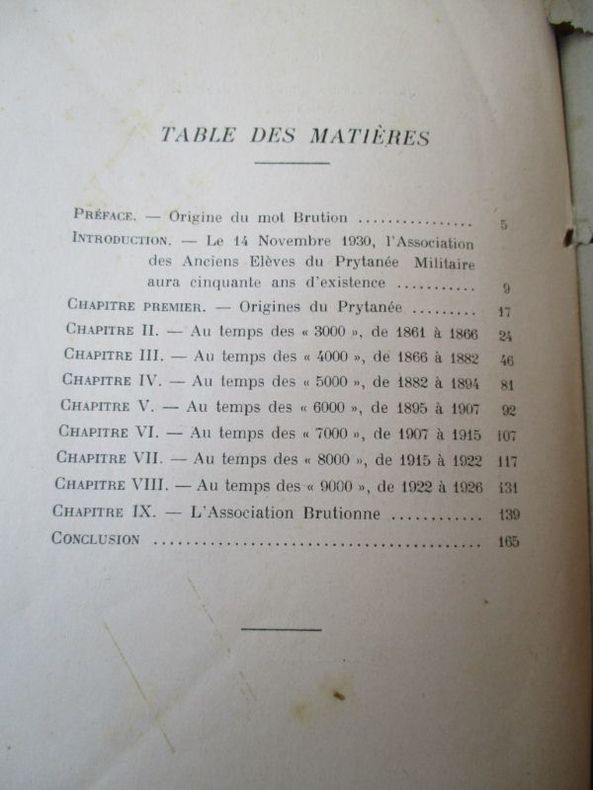 TABLE DES MATIÈRES
PRÉFACE. — Origine du mot Brution ................ 5
INTRODUCTION. — Le 14 Novembre 1930, l'Association
des Anciens Elèves du Prytanée Militaire
aura cinquante ans d'existence ........... 9
CHAPITRE PREMIER. — Origines du Prytanée ......... 17
CHAPITRE II. — Au temps des « 3000 », de 1861 à 1866 24
CHAPITRE III. — Au temps des « 4000 », de 1866 à 1882 46
CHAPITRE IV. — Au temps des « 5000 », de 1882 à 1894 81
CHAPITRE V. — Au temps des « 6000 », de 1895 à 1907 92
CHAPITRE VI. — Au temps des « 7000 », de 1907 à 1915 107
CHAPITRE VII. — Au temps des « 8000 », de 1915 à 1922 117
CHAPITRE VIII. — Au temps des « 9000 », de 1922 à 1926 131
CHAPITRE IX. — L'Association Brutionne ............ 139
CONCLUSION .......................................... 165